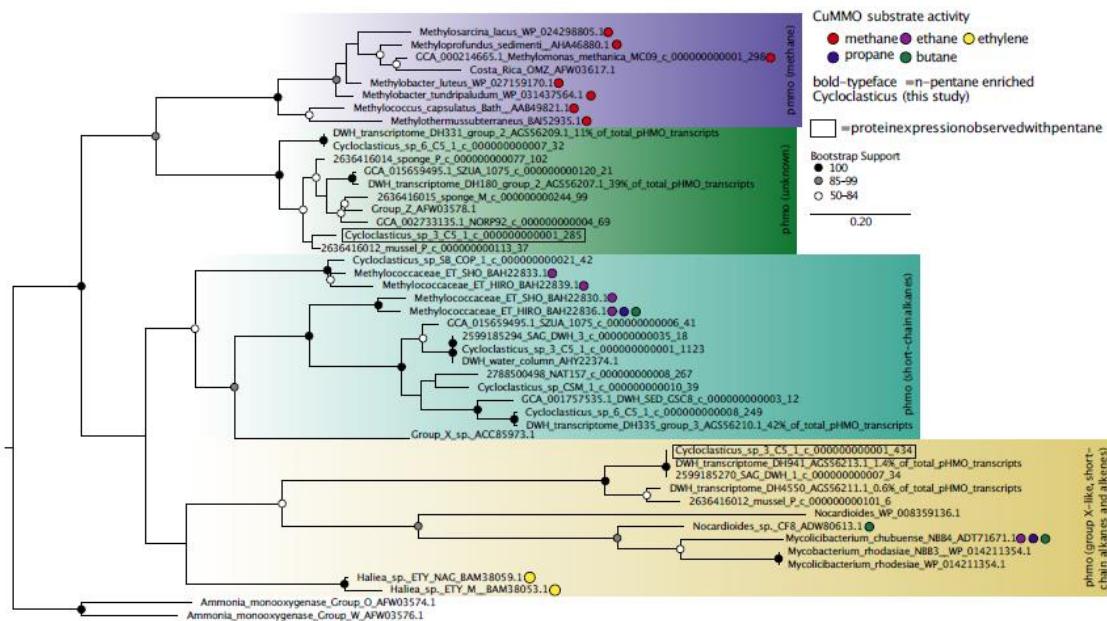 Methylosarcina_lacus_WP_024298805.1
Methyloprofundus_sedimenti__AHA46880.1
GCA_000214665.1_Methylomonas_methanica_MC09_c_000000000001_298
Costa_Rica_OMZ_AFW03617.1
Methylobacter_luteus_WP_027159170.1
Methylobacter_tundripaludum_WP_031437564.1
Methylococcus_capsulatus_Bath__AAB49821.1
Methylothermussubterraneus_BAI52935.1
pmmo (methane)
DWH_transcriptome_DH331_group_2_AGS56209.1_11%_of_total_pHMO_transcripts
Cycloclasticus_sp_6_C5_1_c_000000000007_32
2636416014_sponge_P_c_000000000077_102
GCA_015659495.1_SZUA_1075_c_000000000120_21
DWH_transcriptome_DH180_group_2_AGS56207.1_39%_of_total_pHMO_transcripts
2636416015_sponge_M_c_000000000244_99
Group_Z_AFW03578.1
GCA_002733135.1_NORP92_c_000000000004_69
Cycloclasticus_sp_3_C5_1_c_000000000001_285
2636416012_mussel_P_c_000000000113_37
phmo (unknown)
Cycloclasticus_sp_SB_COP_1_c_000000000021_42
Methylococcaceae_ET_SHO_BAH22833.1
Methylococcaceae_ET_HIRO_BAH22839.1
Methylococcaceae_ET_SHO_BAH22830.1
Methylococcaceae_ET_HIRO_BAH22836.1
GCA_015659495.1_SZUA_1075_c_000000000006_41
2599185294_SAG_DWH_3_c_000000000035_18
Cycloclasticus_sp_3_C5_1_c_000000000001_1123
DWH_water_column_AHY22374.1
2788500498_NAT157_c_000000000008_267
Cycloclasticus_sp_CSM_1_c_000000000010_39
GCA_001757535.1_DWH_SED_GSC8_c_000000000003_12
Cycloclasticus_sp_6_C5_1_c_000000000008_249
DWH_transcriptome_DH335_group_3_AGS56210.1_42%_of_total_pHMO_transcripts
Group_X_sp._ACC85973.1
phmo (short-chain alkanes)
Cycloclasticus_sp_3_C5_1_c_000000000001_434
DWH_transcriptome_DH941_AGS56213.1_1.4%_of_total_pHMO_transcripts
2599185270_SAG_DWH_1_c_000000000007_34
DWH_transcriptome_DH4550_AGS56211.1_0.6%_of_total_pHMO_transcripts
2636416012_mussel_P_c_000000000101_6
Nocardioides_WP_008359136.1
Nocardioides_sp._CF8_ADW80613.1
Mycolicibacterium_chubuense_NBB4_ADT71671.1
Mycobacterium_rhodasiae_NBB3__WP_014211354.1
Mycolicibacterium_rhodesiae_WP_014211354.1
Haliea_sp._ETY_NAG_BAM38059.1
Haliea_sp._ETY_M__BAM38053.1
phmo (group X-like, short-
chain alkanes and alkenes)
Ammonia_monooxygenase_Group_O_AFW03574.1
Ammonia_monooxygenase_Group_W_AFW03576.1
CuMMO substrate activity
methane ethane ethylene
propane butane
bold-typeface =n-pentane enriched
Cycloclasticus (this study)
=proteinexpressionobservedwithpentane
Bootstrap Support
100
85-99
50-84
0.20